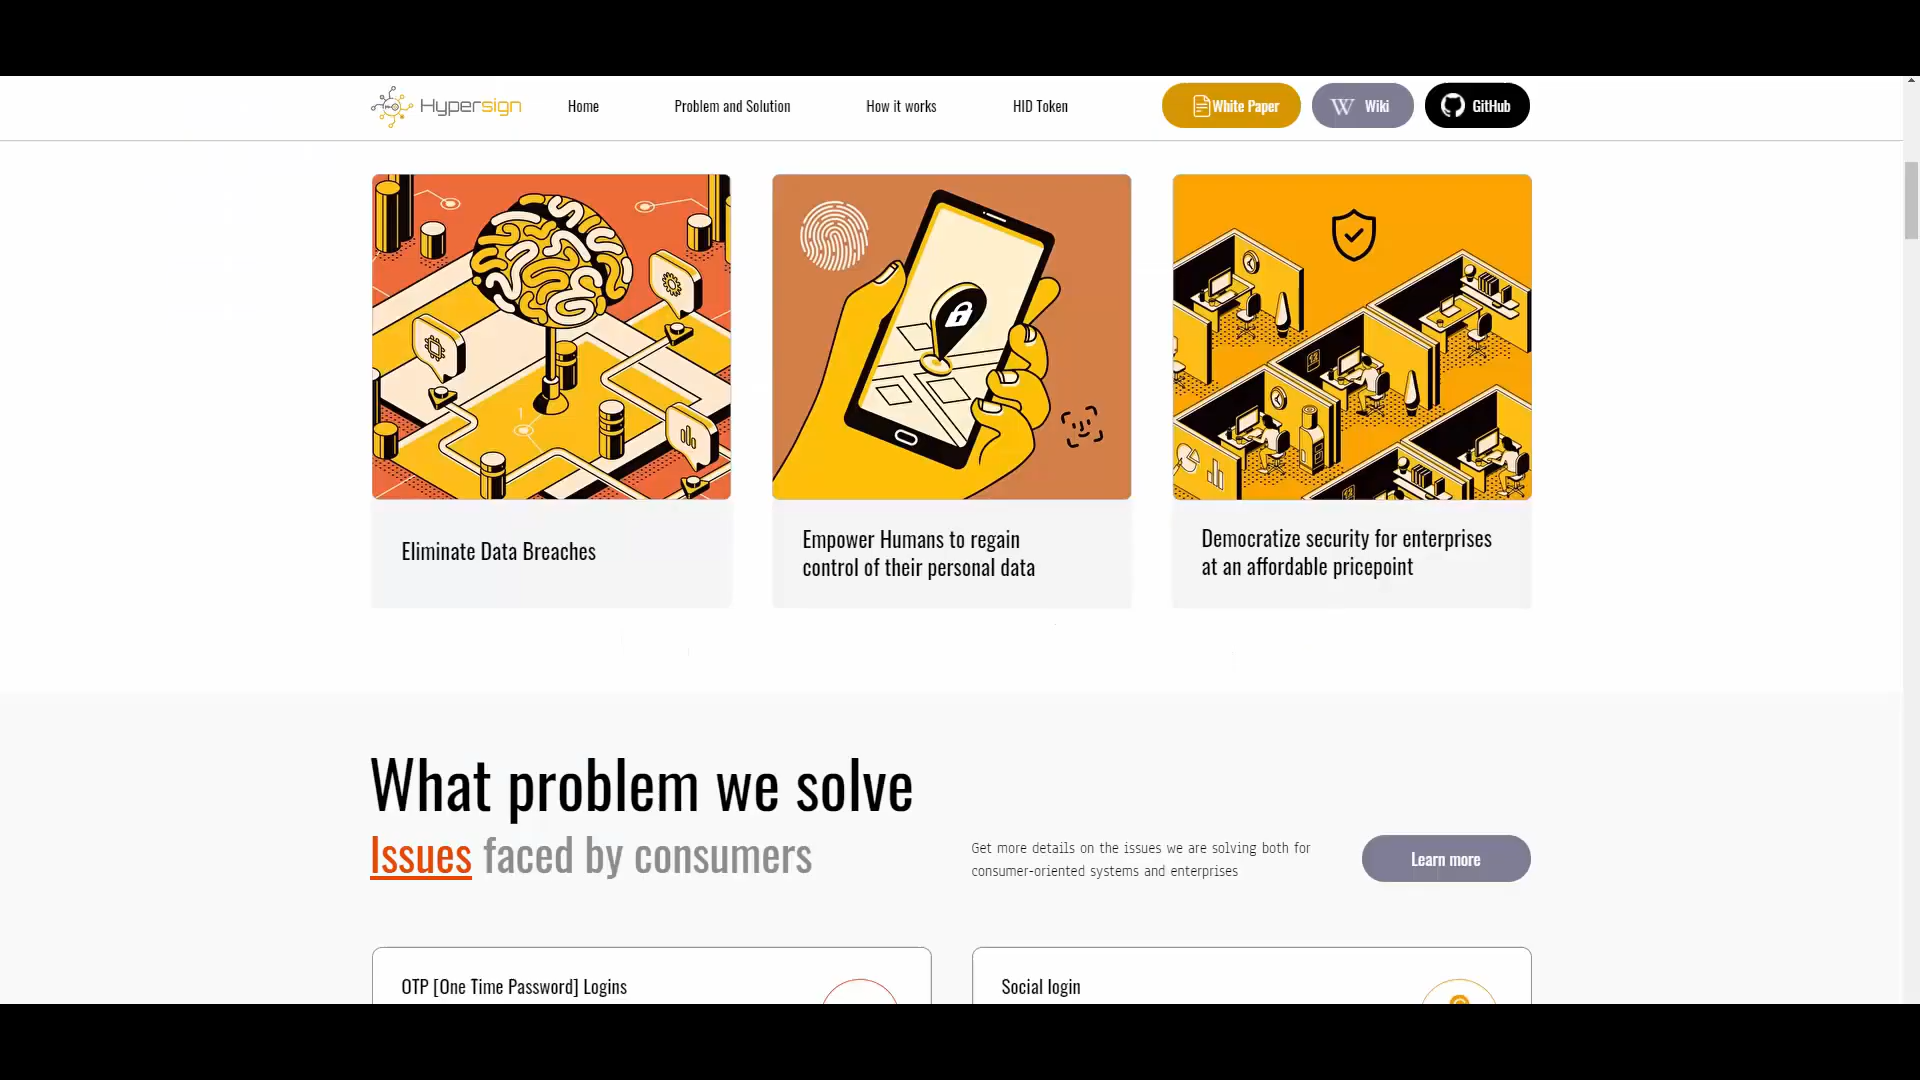 Hypersign
Home
Problem and Solution
How it works
HID Token
White Paper
Wiki
GitHub
Eliminate Data Breaches
Empower Humans to regain
control of their personal data
Democratize security for enterprises
at an affordable pricepoint
What problem we solve
Issues faced by consumers
Get more details on the issues we are solving both for
consumer-oriented systems and enterprises
Learn more
OTP [One Time Password] Logins
Social login